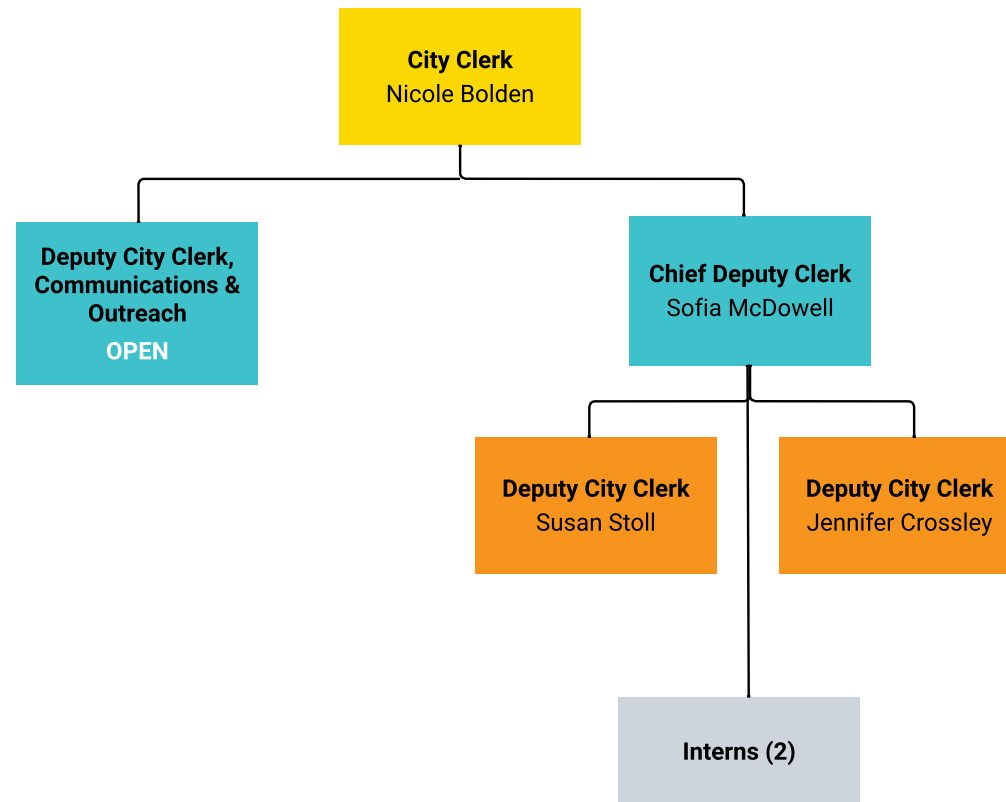 City Clerk
Nicole Bolden
Deputy City Clerk,
Communications &
Outreach
OPEN
Chief Deputy Clerk
Sofia McDowell
Deputy City Clerk
Susan Stoll
Deputy City Clerk
Jennifer Crossley
Interns (2)